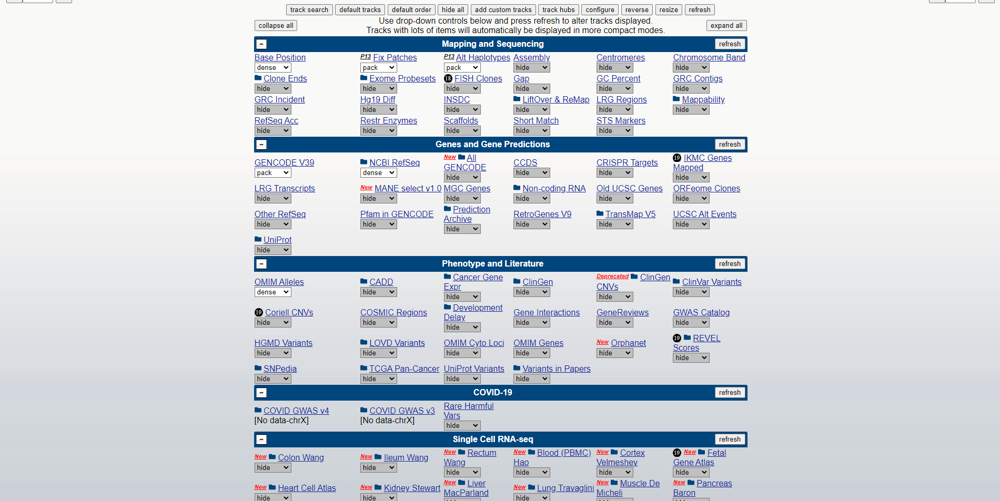 track search default tracks default order hide all add custom tracks track hubs configure reverse resize refresh
collapse all Use drop-down controls below and press refresh to alter tracks displayed. expand all
Tracks with lots of items will automatically be displayed in more compact modes.
- Mapping and Sequencing refresh
Base Position P13 Fix Patches P13 Alt Haplotypes Assembly Centromeres Chromosome Band
dense pack pack hide hide hide
Clone Ends Exome Probesets 18 FISH Clones Gap GC Percent GRC Contigs
hide hide hide hide hide hide
GRC Incident Hg19 Diff INSDC LiftOver & ReMap LRG Regions Mappability
hide hide hide hide hide hide
RefSeq Acc Restr Enzymes Scaffolds Short Match STS Markers
hide hide hide hide hide
- Genes and Gene Predictions refresh
GENCODE V39 NCBI RefSeq New All GENCODE CCDS CRISPR Targets 19 IKMC Genes Mapped
pack dense hide hide hide hide
LRG Transcripts New MANE select v1.0 MGC Genes Non-coding RNA Old UCSC Genes ORFeome Clones
hide hide hide hide hide hide
Other RefSeq Pfam in GENCODE Prediction Archive RetroGenes V9 TransMap V5 UCSC Alt Events
hide hide hide hide hide hide
UniProt
hide
- Phenotype and Literature refresh
OMIM Alleles CADD Cancer Gene Expr ClinGen Deprecated ClinGen CNVs ClinVar Variants
dense hide hide hide hide hide
19 Coriell CNVs COSMIC Regions Development Delay Gene Interactions GeneReviews GWAS Catalog
hide hide hide hide hide hide
HGMD Variants LOVD Variants OMIM Cyto Loci OMIM Genes New Orphanet 19 REVEL Scores
hide hide hide hide hide hide
SNPedia TCGA Pan-Cancer UniProt Variants Variants in Papers
hide hide hide hide
- COVID-19 refresh
COVID GWAS v4 COVID GWAS v3 Rare Harmful Vars
[No data-chrX] [No data-chrX] hide
- Single Cell RNA-seq refresh
New Colon Wang New Ileum Wang New Rectum Wang New Blood (PBMC) Hao New Cortex Velmeshev 19 New Fetal Gene Atlas
hide hide hide hide hide hide
New Heart Cell Atlas New Kidney Stewart New Liver MacParland New Lung Travaglini New Muscle De Micheli New Pancreas Baron
hide hide hide